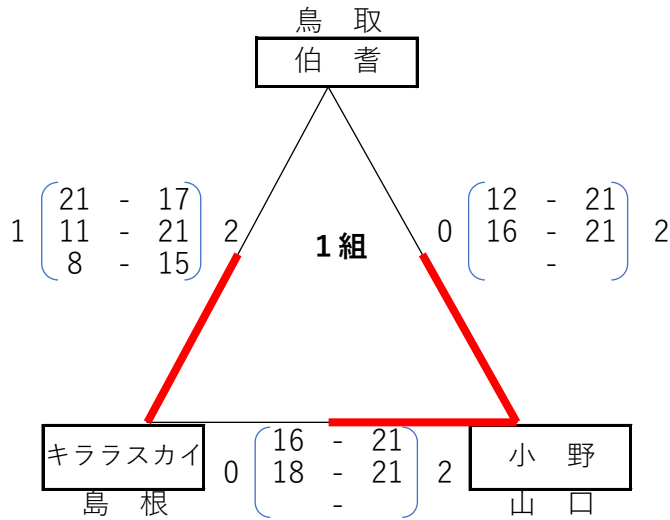 鳥 取
伯 耆
21 - 17
1 11 - 21 2
8 - 15
1組
12 - 21
0 16 - 21 2
-
キララスカイ
島 根
16 - 21
0 18 - 21 2
-
小 野
山 口